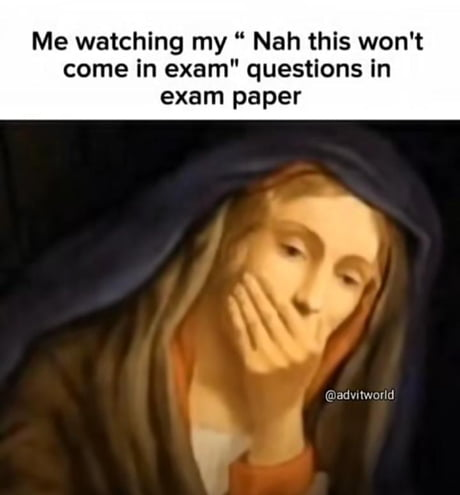 Me watching my “ Nah this won't
come in exam" questions in
exam paper
@advitworld